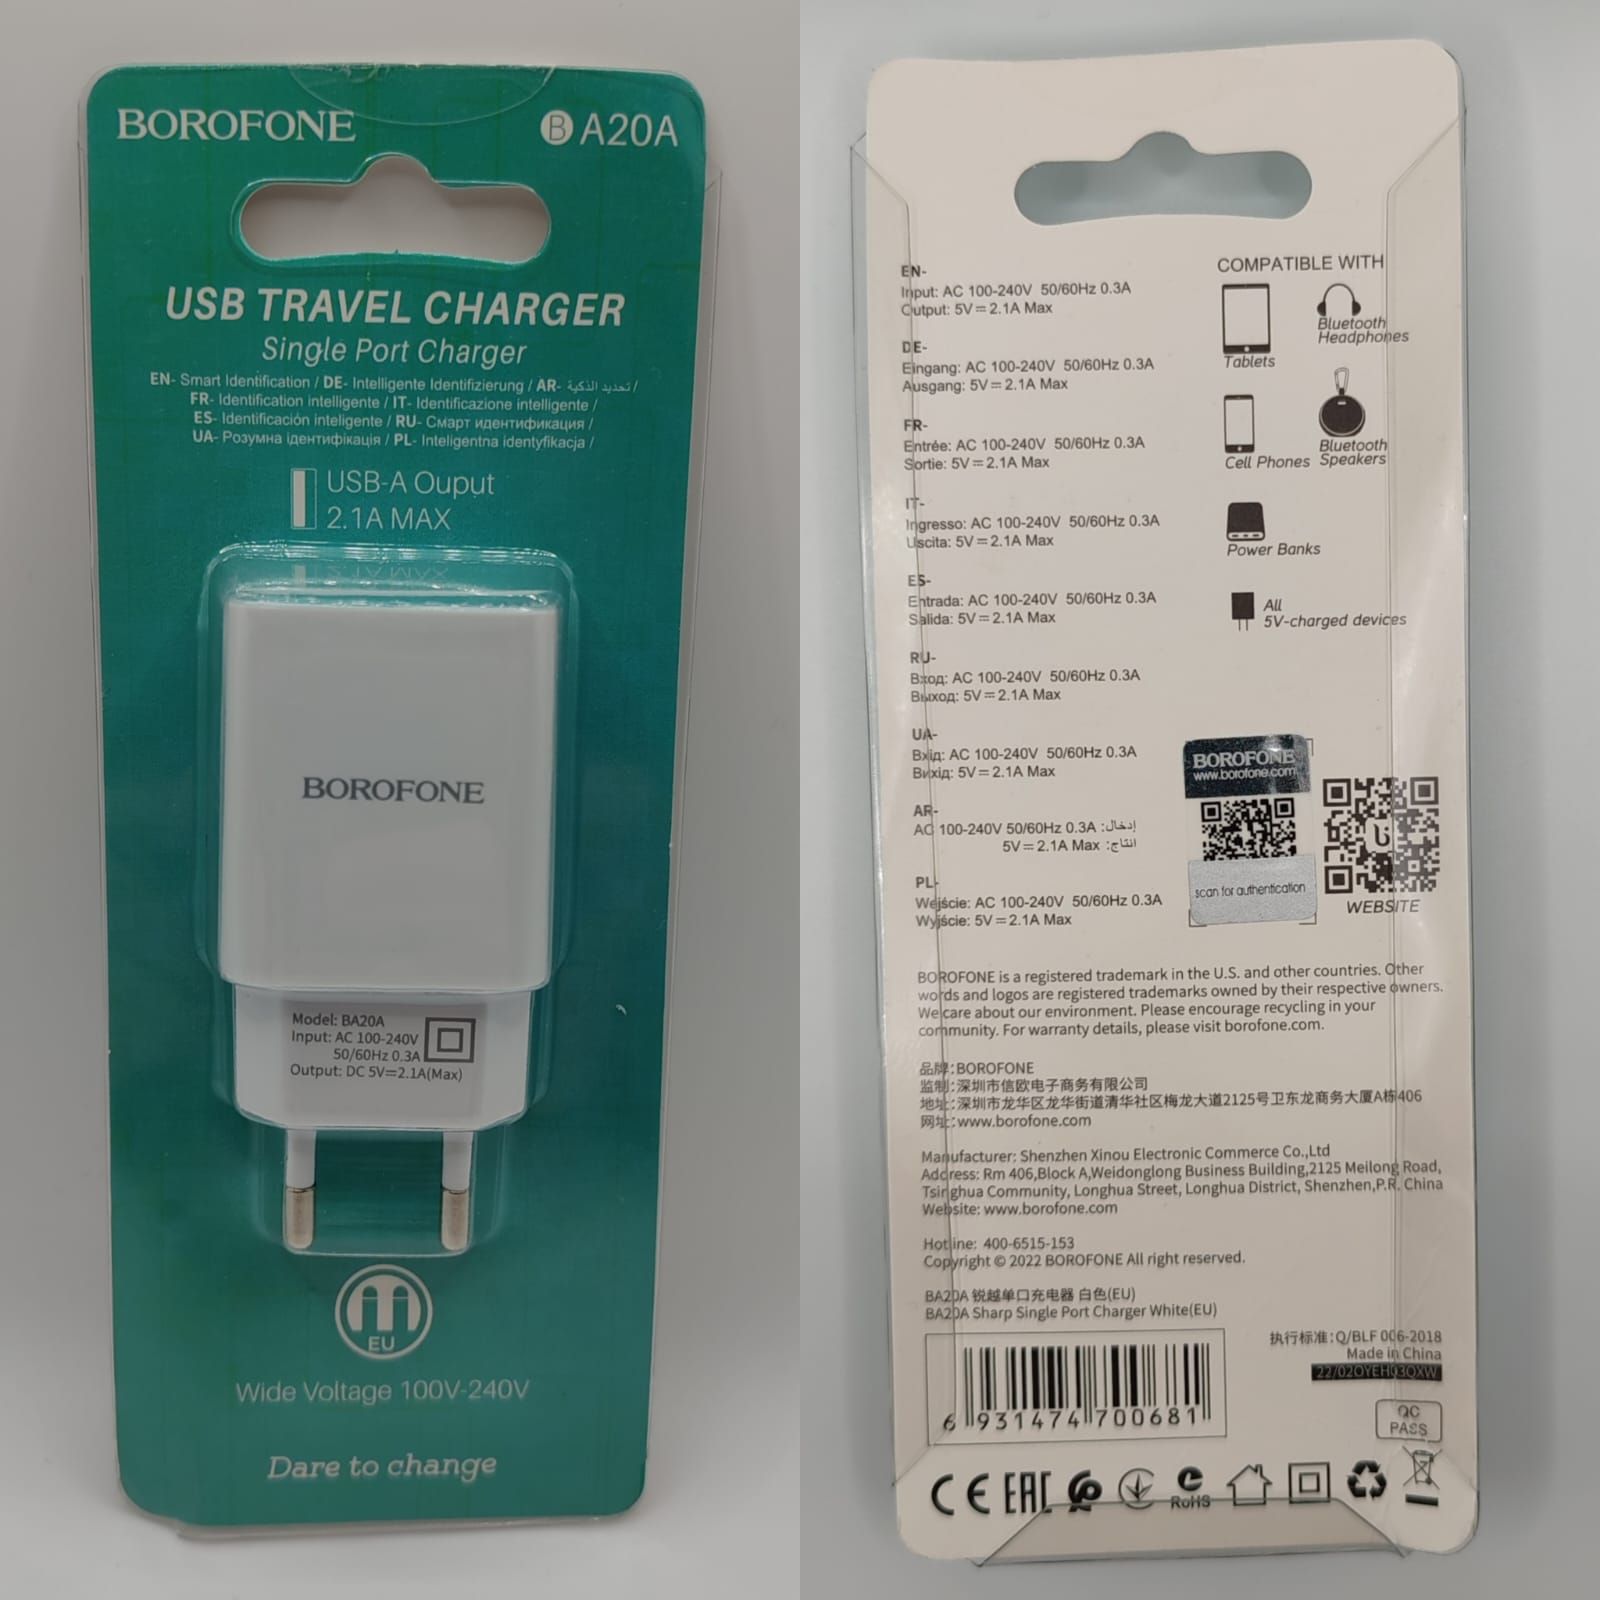 BOROFONE
B A20A
USB TRAVEL CHARGER
Single Port Charger
EN- Smart Identification / DE- Intelligente Identifizierung / AR- تحديد الذكية /
FR- Identification intelligente / IT- Identificazione intelligente /
ES- Identificación inteligente / RU- Смарт идентификация /
UA- Розумна ідентифікація / PL- Inteligentna identyfikacja /
USB-A Ouput
2.1A MAX
BOROFONE
Model: BA20A
Input: AC 100-240V
50/60Hz 0.3A
Output: DC 5V⎓2.1A(Max)
EU
Wide Voltage 100V-240V
Dare to change
EN-
Input: AC 100-240V 50/60Hz 0.3A
Output: 5V⎓2.1A Max
DE-
Eingang: AC 100-240V 50/60Hz 0.3A
Ausgang: 5V⎓2.1A Max
FR-
Entrée: AC 100-240V 50/60Hz 0.3A
Sortie: 5V⎓2.1A Max
IT-
Ingresso: AC 100-240V 50/60Hz 0.3A
Uscita: 5V⎓2.1A Max
ES-
Entrada: AC 100-240V 50/60Hz 0.3A
Salida: 5V⎓2.1A Max
RU-
Вход: AC 100-240V 50/60Hz 0.3A
Выход: 5V⎓2.1A Max
UA-
Вхід: AC 100-240V 50/60Hz 0.3A
Вихід: 5V⎓2.1A Max
AR-
إدخال: AC 100-240V 50/60Hz 0.3A
انتاج: 5V⎓2.1A Max
PL-
Wejście: AC 100-240V 50/60Hz 0.3A
Wyjście: 5V⎓2.1A Max
COMPATIBLE WITH
Tablets
Bluetooth
Headphones
Cell Phones
Bluetooth
Speakers
Power Banks
All
5V-charged devices
BOROFONE
www.borofone.com
scan for authentication
WEBSITE
BOROFONE is a registered trademark in the U.S. and other countries. Other
words and logos are registered trademarks owned by their respective owners.
We care about our environment. Please encourage recycling in your
community. For warranty details, please visit borofone.com.
品牌:BOROFONE
监制:深圳市信欧电子商务有限公司
地址:深圳市龙华区龙华街道清华社区梅龙大道2125号卫东龙商务大厦A栋406
网址:www.borofone.com
Manufacturer: Shenzhen Xinou Electronic Commerce Co.,Ltd
Address: Rm 406,Block A,Weidonglong Business Building,2125 Meilong Road,
Tsinghua Community, Longhua Street, Longhua District, Shenzhen,P.R. China
Website: www.borofone.com
Hotline: 400-6515-153
Copyright © 2022 BOROFONE All right reserved.
BA20A 锐越单口充电器 白色(EU)
BA20A Sharp Single Port Charger White(EU)
6 931474 700681
执行标准:Q/BLF 006-2018
Made in China
22/02OYEHQ3OXW
QC
PASS
CE EAC
RoHS